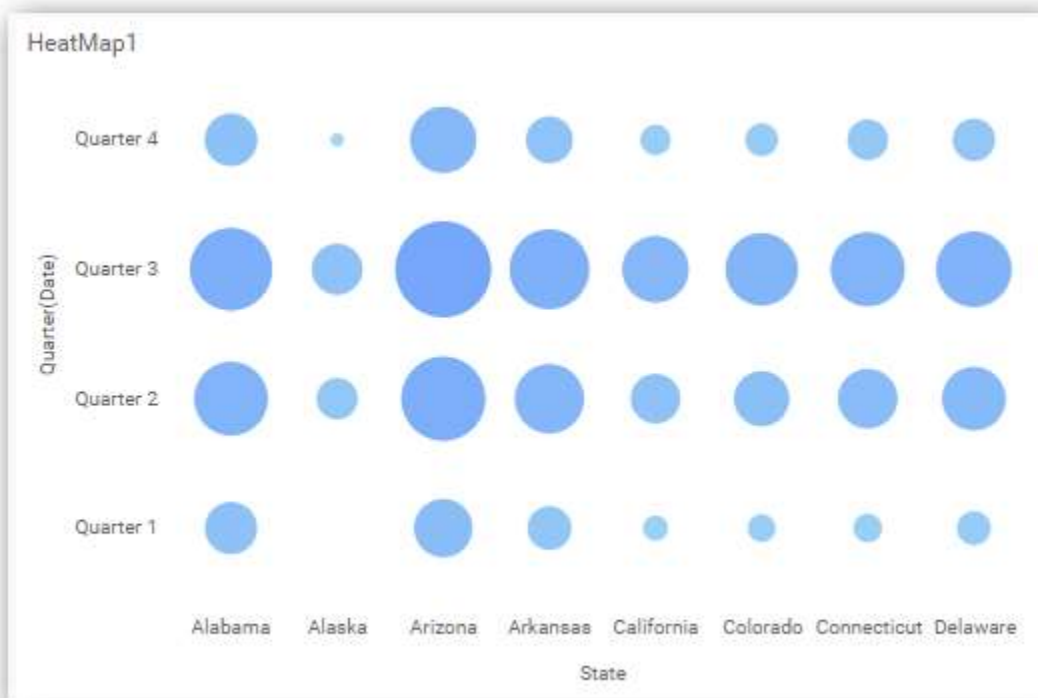 HeatMap1
Quarter 4
Quarter 3
Quarter(Date)
Quarter 2
Quarter 1
Alabama Alaska Arizona Arkansas California Colorado Connecticut Delaware
State